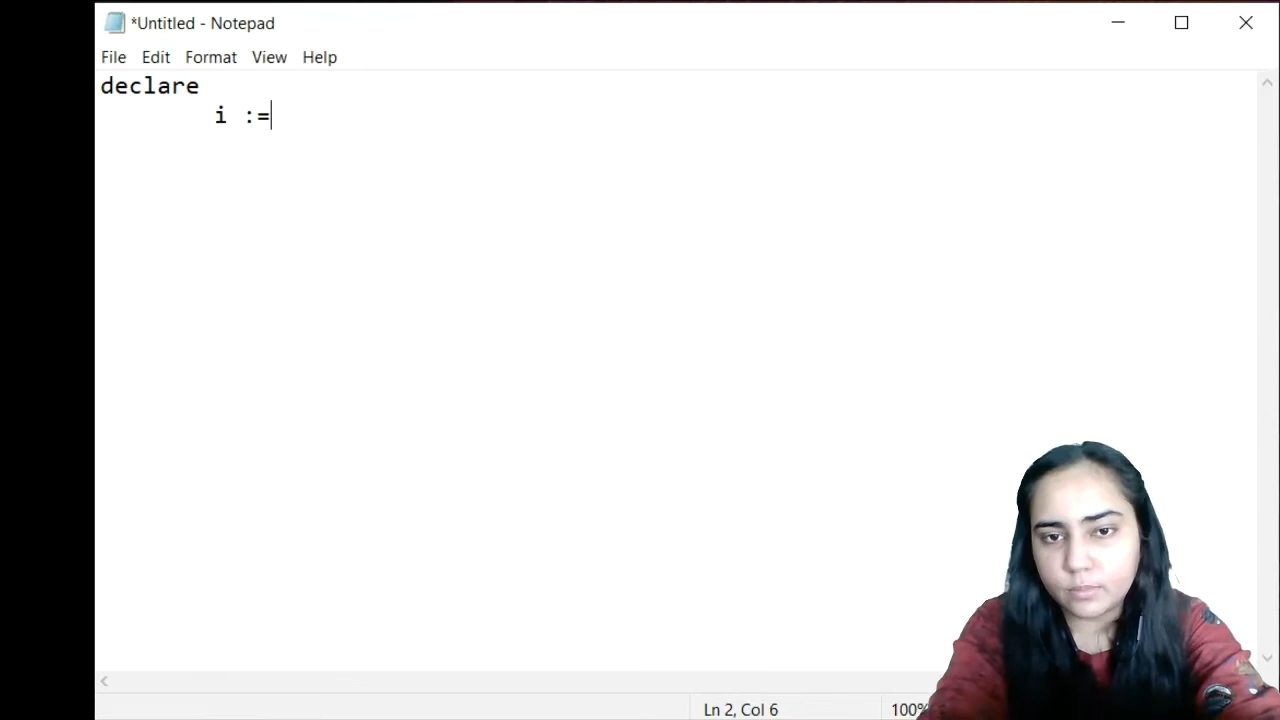 *Untitled - Notepad
File Edit Format View Help
declare
i :=
Ln 2, Col 6 100%